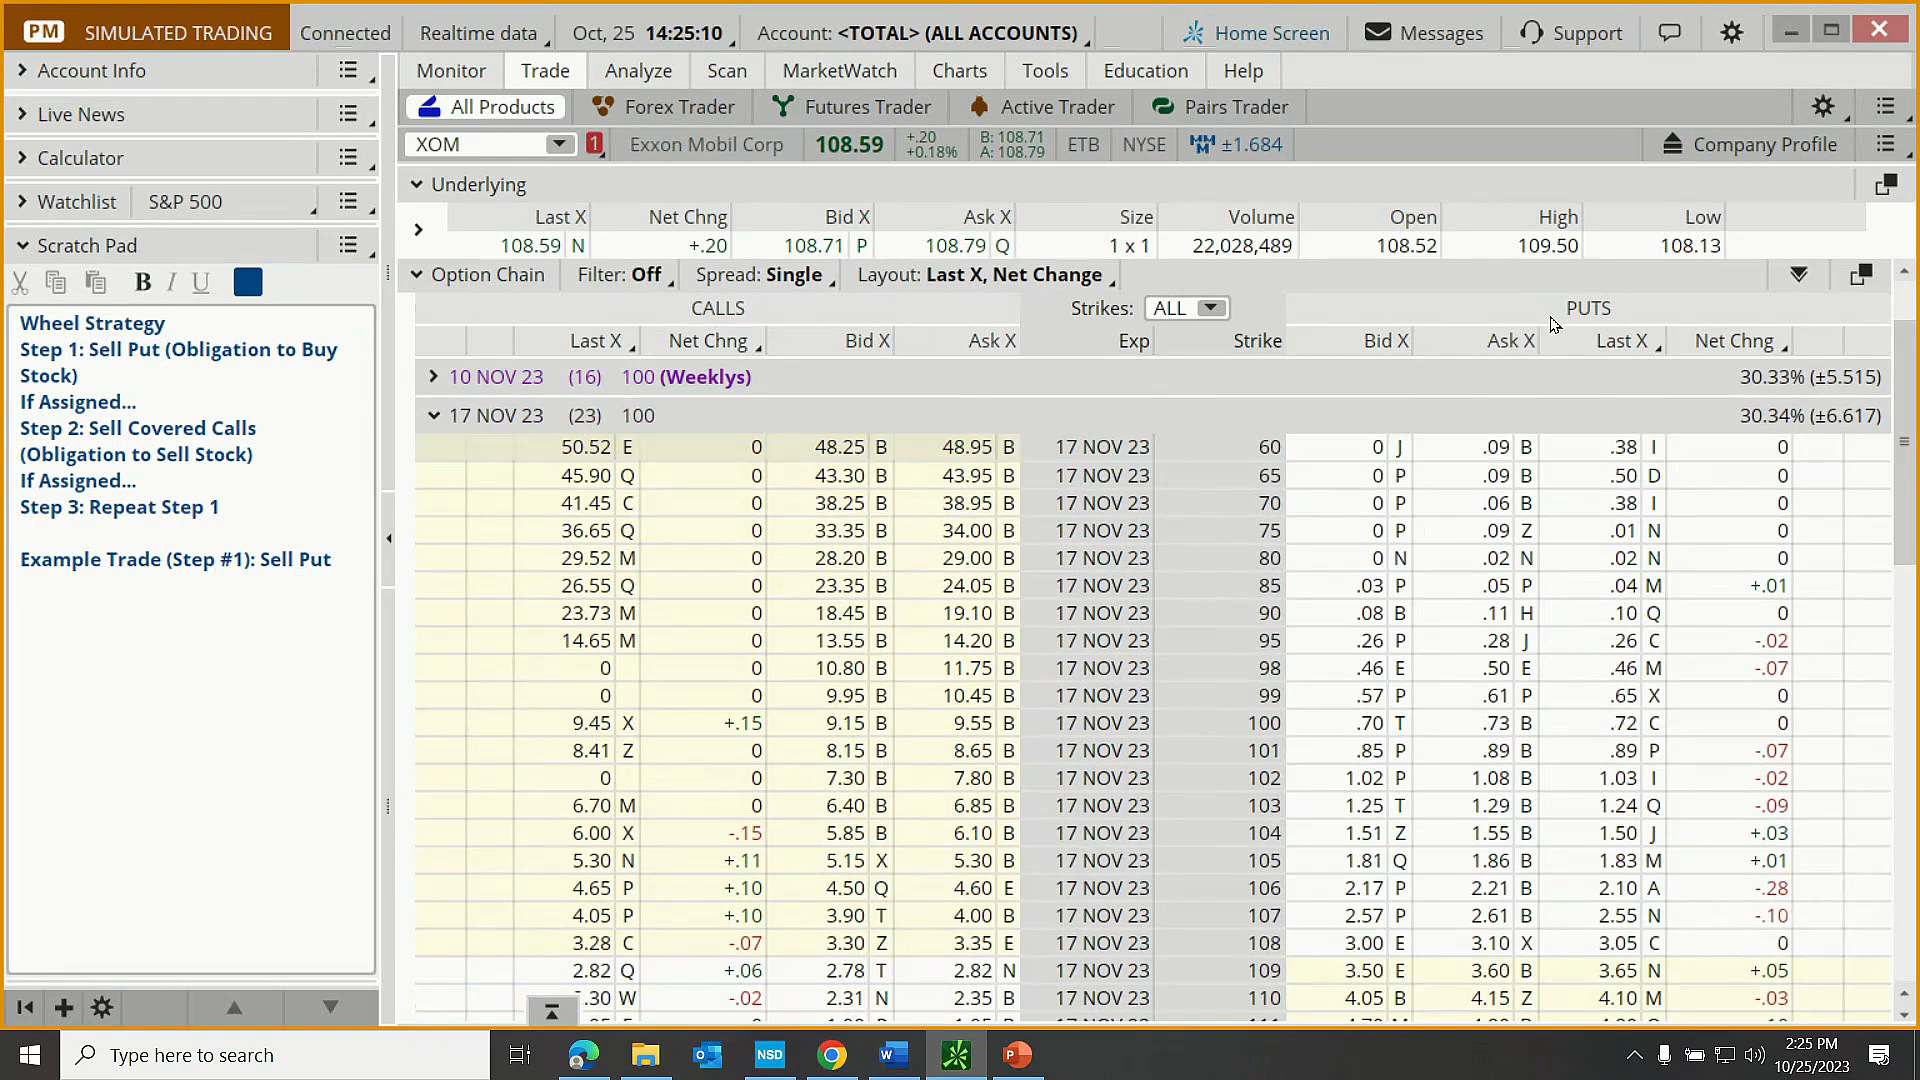 PM SIMULATED TRADING Connected Realtime data Oct, 25 14:25:10 Account: <TOTAL> (ALL ACCOUNTS) Home Screen Messages Support
Account Info
Live News
Calculator
Watchlist S&P 500
Scratch Pad
B I U
Wheel Strategy
Step 1: Sell Put (Obligation to Buy
Stock)
If Assigned...
Step 2: Sell Covered Calls
(Obligation to Sell Stock)
If Assigned...
Step 3: Repeat Step 1
Example Trade (Step #1): Sell Put
Monitor Trade Analyze Scan MarketWatch Charts Tools Education Help
All Products Forex Trader Futures Trader Active Trader Pairs Trader
XOM 1 Exxon Mobil Corp 108.59 +.20 +0.18% B: 108.71 A: 108.79 ETB NYSE MM ±1.684 Company Profile
Underlying
Last X Net Chng Bid X Ask X Size Volume Open High Low
108.59 N +.20 108.71 P 108.79 Q 1 x 1 22,028,489 108.52 109.50 108.13
Option Chain Filter: Off Spread: Single Layout: Last X, Net Change
CALLS Strikes: ALL PUTS
Last X Net Chng Bid X Ask X Exp Strike Bid X Ask X Last X Net Chng
10 NOV 23 (16) 100 (Weeklys) 30.33% (±5.515)
17 NOV 23 (23) 100 30.34% (±6.617)
50.52 E 0 48.25 B 48.95 B 17 NOV 23 60 0 J .09 B .38 I 0
45.90 Q 0 43.30 B 43.95 B 17 NOV 23 65 0 P .09 B .50 D 0
41.45 C 0 38.25 B 38.95 B 17 NOV 23 70 0 P .06 B .38 I 0
36.65 Q 0 33.35 B 34.00 B 17 NOV 23 75 0 P .09 Z .01 N 0
29.52 M 0 28.20 B 29.00 B 17 NOV 23 80 0 N .02 N .02 N 0
26.55 Q 0 23.35 B 24.05 B 17 NOV 23 85 .03 P .05 P .04 M +.01
23.73 M 0 18.45 B 19.10 B 17 NOV 23 90 .08 B .11 H .10 Q 0
14.65 M 0 13.55 B 14.20 B 17 NOV 23 95 .26 P .28 J .26 C -.02
0 0 10.80 B 11.75 B 17 NOV 23 98 .46 E .50 E .46 M -.07
0 0 9.95 B 10.45 B 17 NOV 23 99 .57 P .61 P .65 X 0
9.45 X +.15 9.15 B 9.55 B 17 NOV 23 100 .70 T .73 B .72 C 0
8.41 Z 0 8.15 B 8.65 B 17 NOV 23 101 .85 P .89 B .89 P -.07
0 0 7.30 B 7.80 B 17 NOV 23 102 1.02 P 1.08 B 1.03 I -.02
6.70 M 0 6.40 B 6.85 B 17 NOV 23 103 1.25 T 1.29 B 1.24 Q -.09
6.00 X -.15 5.85 B 6.10 B 17 NOV 23 104 1.51 Z 1.55 B 1.50 J +.03
5.30 N +.11 5.15 X 5.30 B 17 NOV 23 105 1.81 Q 1.86 B 1.83 M +.01
4.65 P +.10 4.50 Q 4.60 E 17 NOV 23 106 2.17 P 2.21 B 2.10 A -.28
4.05 P +.10 3.90 T 4.00 B 17 NOV 23 107 2.57 P 2.61 B 2.55 N -.10
3.28 C -.07 3.30 Z 3.35 E 17 NOV 23 108 3.00 E 3.10 X 3.05 C 0
2.82 Q +.06 2.78 T 2.82 N 17 NOV 23 109 3.50 E 3.60 B 3.65 N +.05
.30 W -.02 2.31 N 2.35 B 17 NOV 23 110 4.05 B 4.15 Z 4.10 M -.03
Type here to search NSD 2:25 PM
10/25/2023